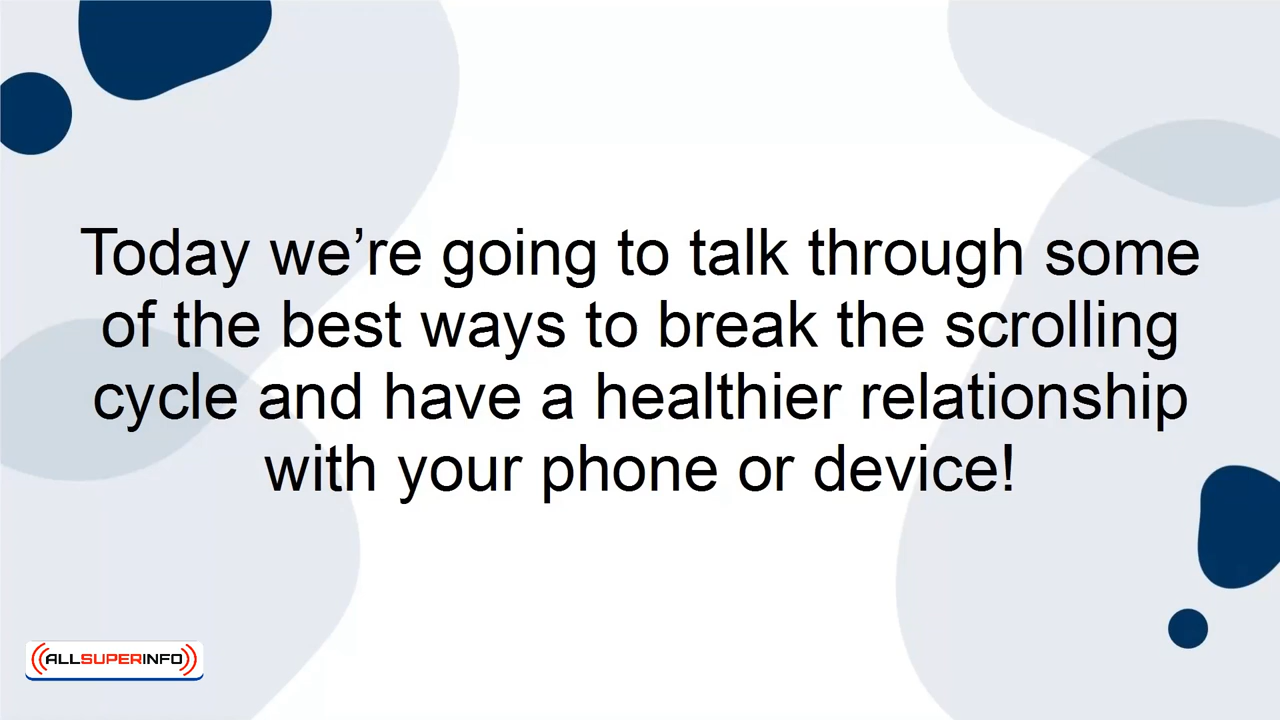 Today we’re going to talk through some
of the best ways to break the scrolling
cycle and have a healthier relationship
with your phone or device!
ALLSUPERINFO